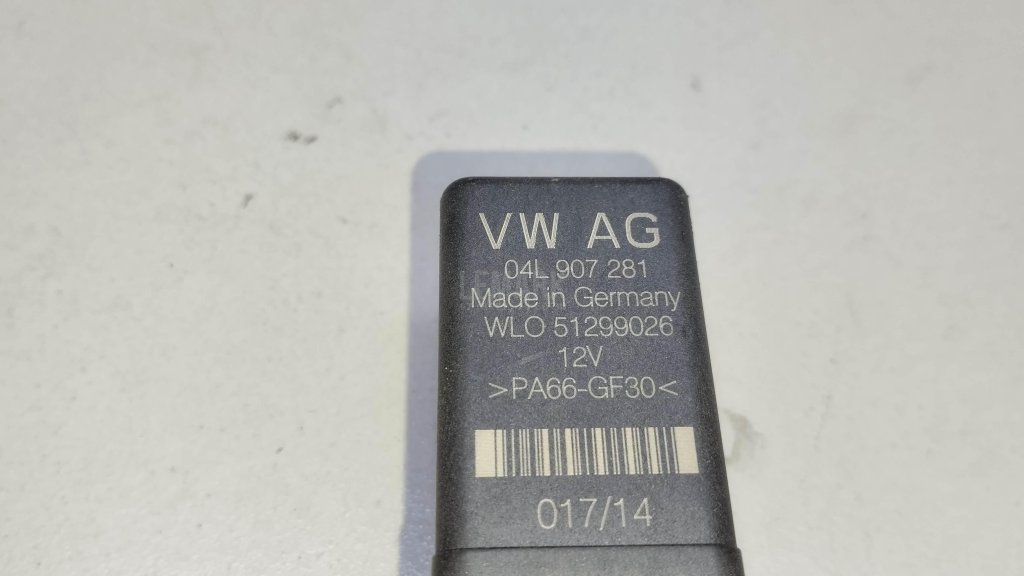 VW AG
04L 907 281
Made in Germany
WLO 51299026
12V
>PA66-GF30<
017/14